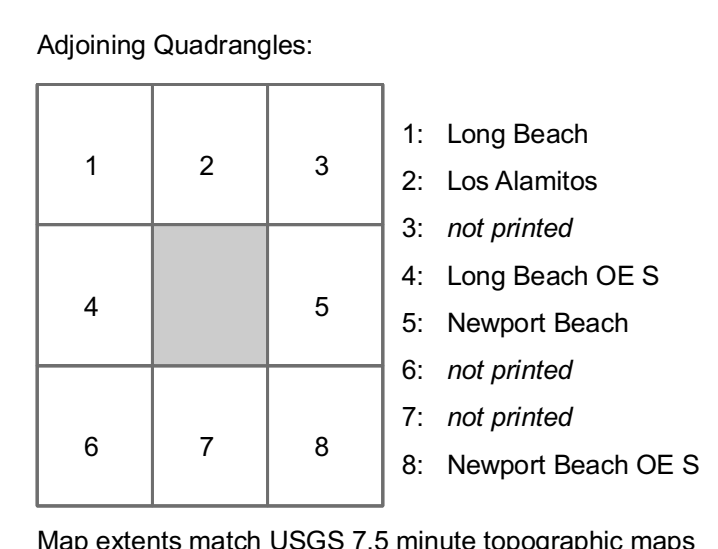 Adjoining Quadrangles:
1 2 3
4 5
6 7 8
1: Long Beach
2: Los Alamitos
3: not printed
4: Long Beach OE S
5: Newport Beach
6: not printed
7: not printed
8: Newport Beach OE S
Map extents match USGS 7.5 minute topographic maps